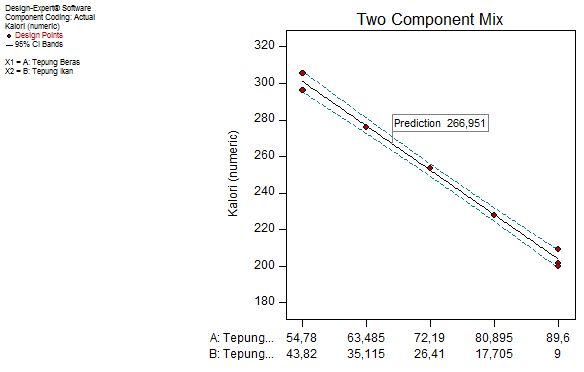 Design-Expert® Software
Component Coding: Actual
Kalori (numeric)
Design Points
95% CI Bands
X1 = A: Tepung Beras
X2 = B: Tepung Ikan
Two Component Mix
Kalori (numeric)
320
300
280
260
240
220
200
180
Prediction 266,951
A: Tepung... 54,78 63,485 72,19 80,895 89,6
B: Tepung... 43,82 35,115 26,41 17,705 9